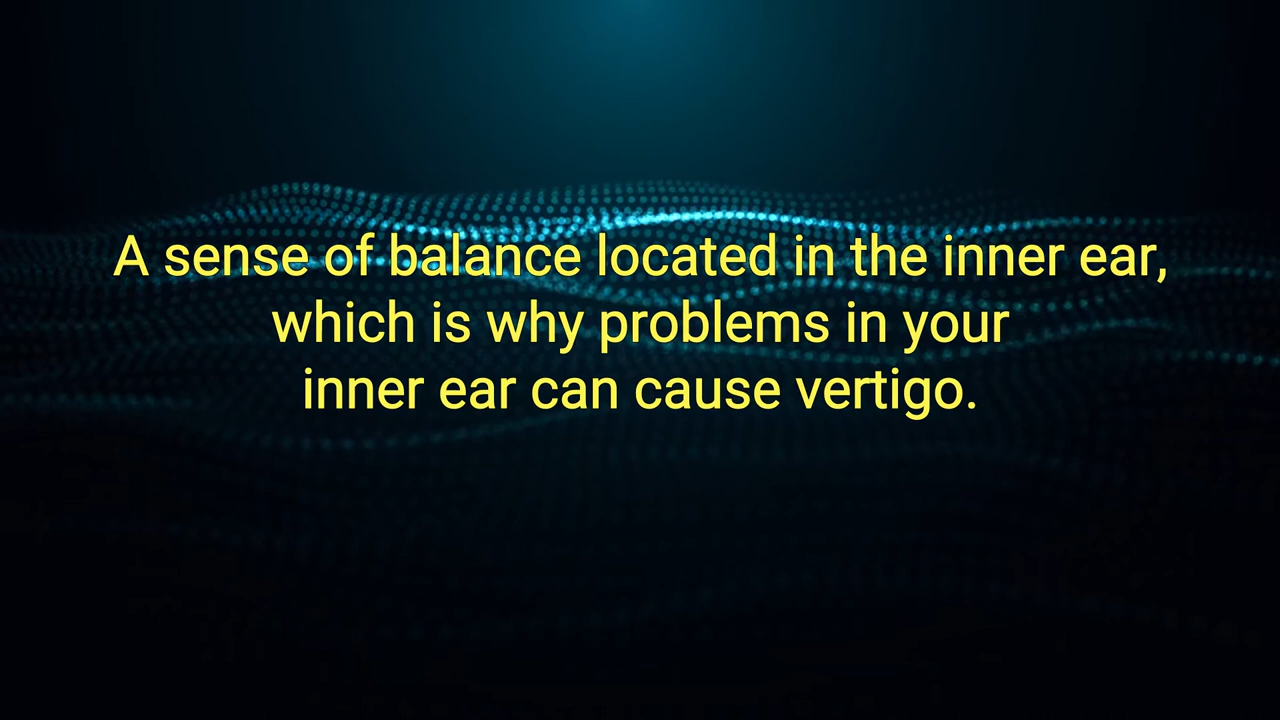 A sense of balance located in the inner ear,
which is why problems in your
inner ear can cause vertigo.